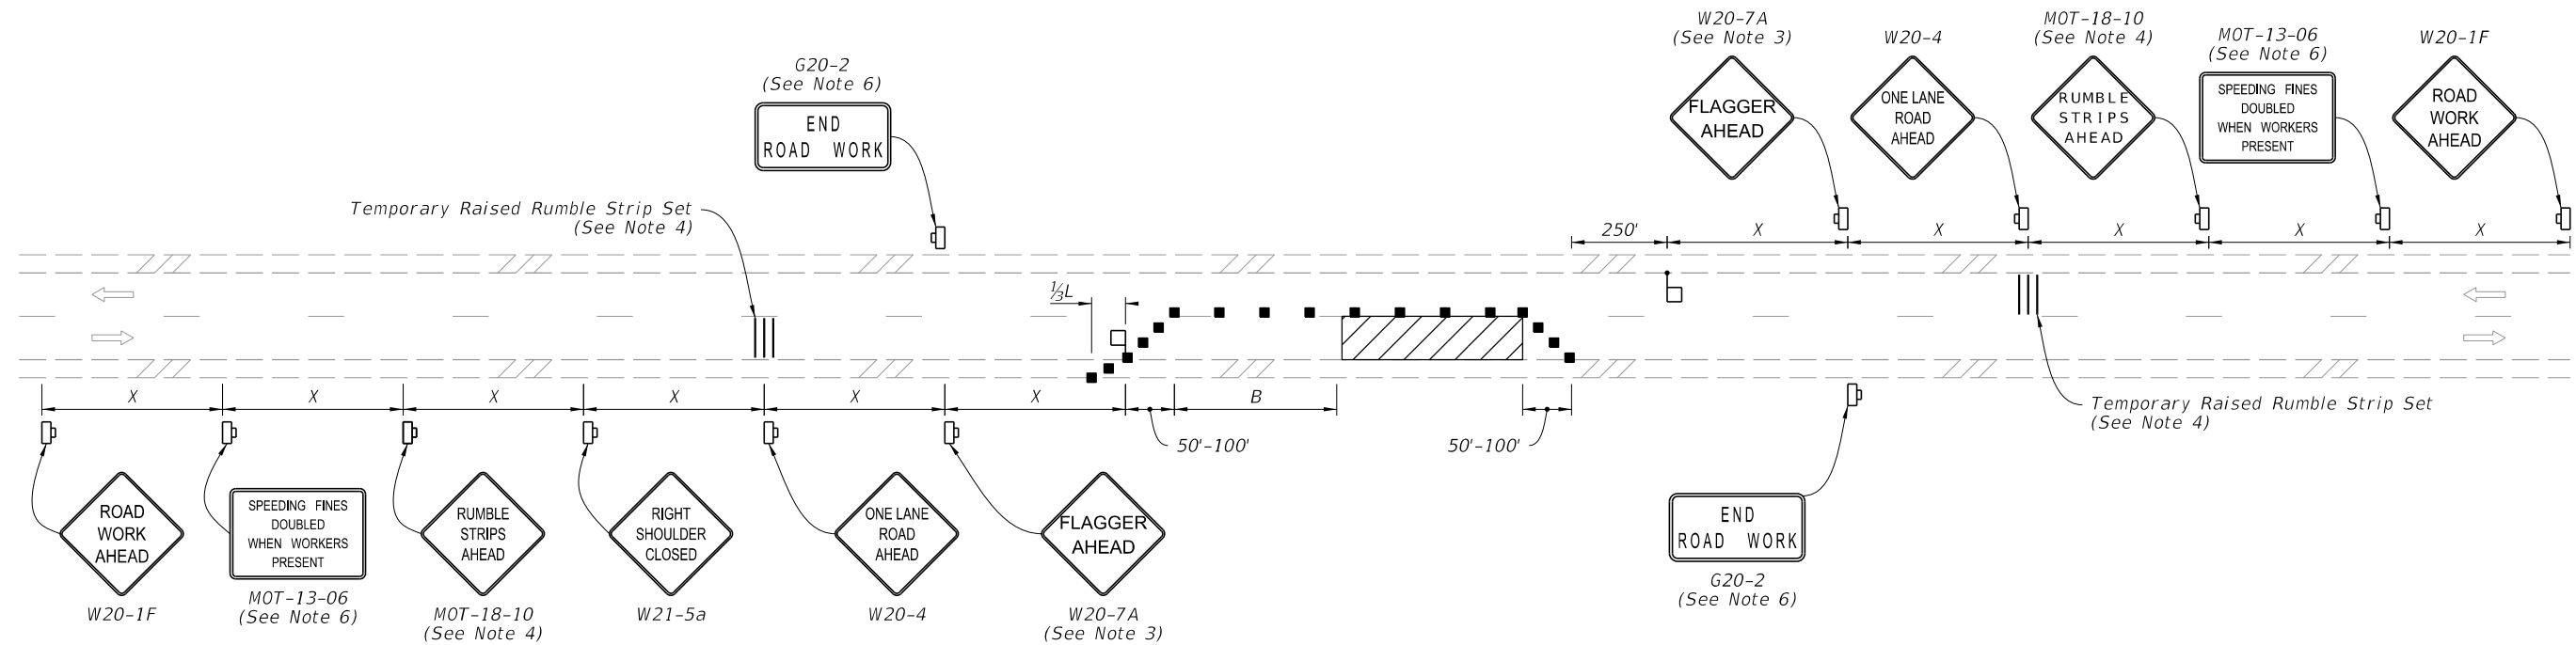 W20-7A
(See Note 3)
W20-4
MOT-18-10
(See Note 4)
MOT-13-06
(See Note 6)
W20-1F
G20-2
(See Note 6)
FLAGGER
AHEAD
ONE LANE
ROAD
AHEAD
RUMBLE
STRIPS
AHEAD
SPEEDING FINES
DOUBLED
WHEN WORKERS
PRESENT
ROAD
WORK
AHEAD
END
ROAD WORK
Temporary Raised Rumble Strip Set
(See Note 4)
250'
X
X
X
X
X
⅓L
X
X
X
X
X
X
B
50'-100'
50'-100'
Temporary Raised Rumble Strip Set
(See Note 4)
ROAD
WORK
AHEAD
W20-1F
SPEEDING FINES
DOUBLED
WHEN WORKERS
PRESENT
MOT-13-06
(See Note 6)
RUMBLE
STRIPS
AHEAD
MOT-18-10
(See Note 4)
RIGHT
SHOULDER
CLOSED
W21-5a
ONE LANE
ROAD
AHEAD
W20-4
FLAGGER
AHEAD
W20-7A
(See Note 3)
END
ROAD WORK
G20-2
(See Note 6)